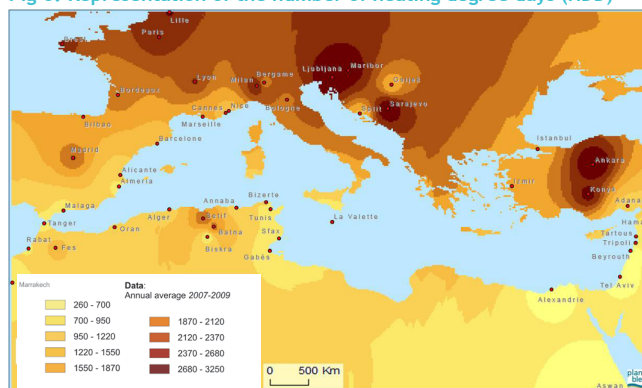 Fig 9: Representation of the number of heating degree days (HDD)
Lille
Paris
Brest
Ljubljana
Maribor
Lyon
Milan
Bergame
Osijek
Bordeaux
Bologne
Split
Sarajevo
Cannes
Nice
Marseille
Bilbao
Barcelone
Istanbul
Madrid
Ankara
Alicante
Almeria
Izmir
Konya
Adana
Malaga
Annaba
Bizerte
Tanger
Alger
Setif
Tunis
La Valette
Hama
Tartous
Rabat
Fes
Oran
Batna
Sfax
Tripoli
Biskra
Gabès
Beyrouth
Tel Aviv
Marrakech
Alexandrie
Data:
Annual average 2007-2009
260 - 700
700 - 950
950 - 1220
1220 - 1550
1550 - 1870
1870 - 2120
2120 - 2370
2370 - 2680
2680 - 3250
0 500 Km
Aswan
plan
ble